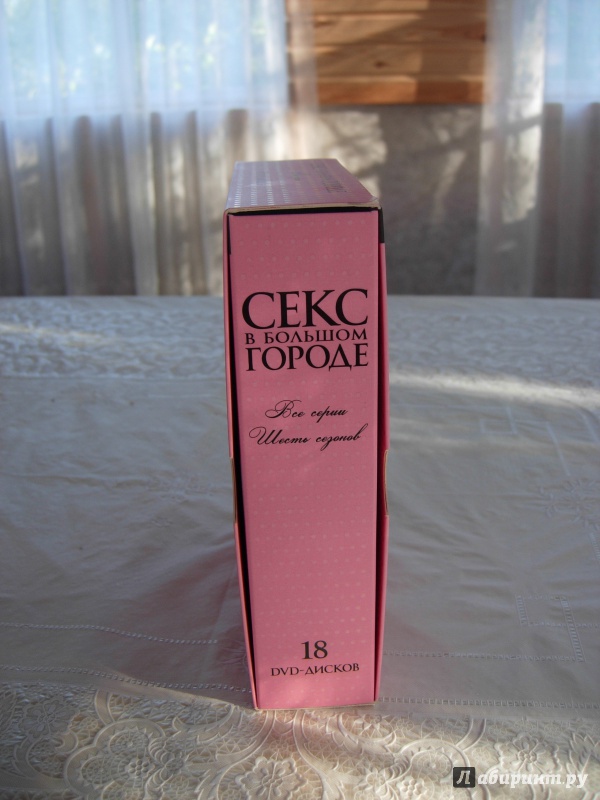 СЕКС
В БОЛЬШОМ
ГОРОДЕ
Все серии
Шесть сезонов
18
DVD-ДИСКОВ
Лабиринт.ру